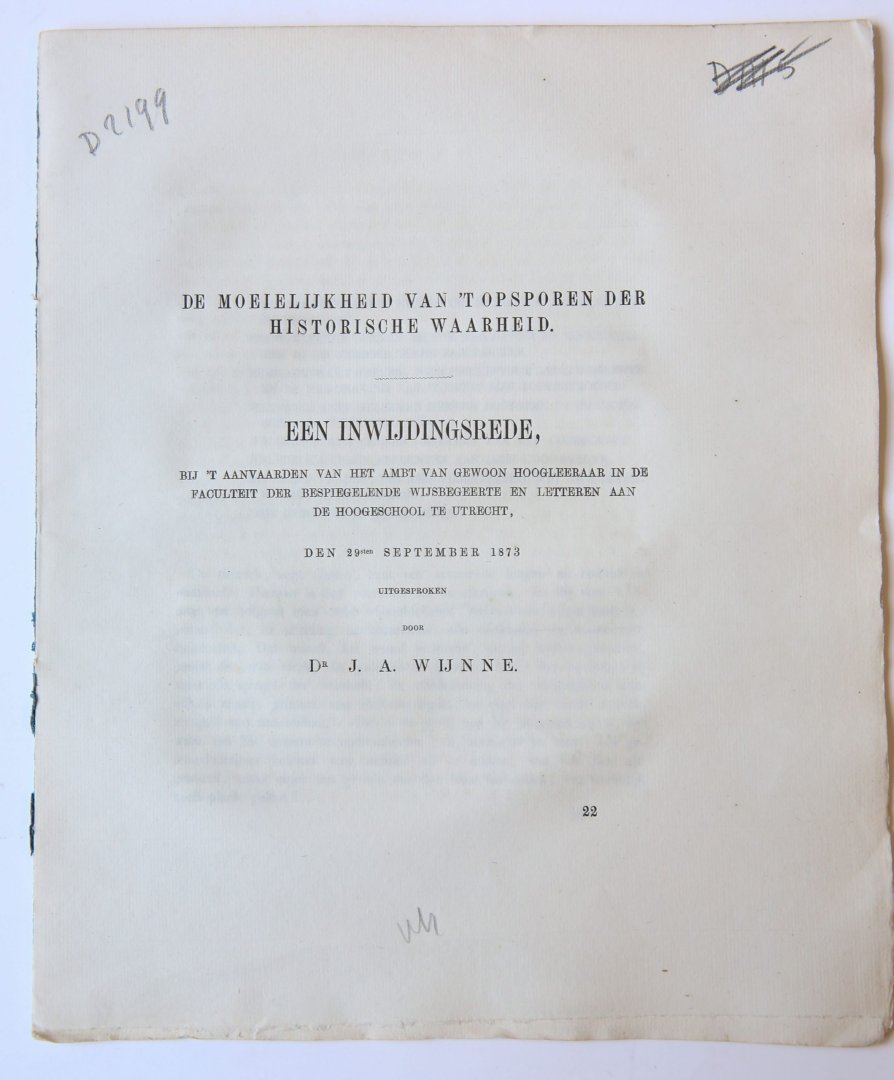 D2199
DE MOEIELIJKHEID VAN 'T OPSPOREN DER
HISTORISCHE WAARHEID.
EEN INWIJDINGSREDE,
BIJ 'T AANVAARDEN VAN HET AMBT VAN GEWOON HOOGLEERAAR IN DE
FACULTEIT DER BESPIEGELENDE WIJSBEGEERTE EN LETTEREN AAN
DE HOOGESCHOOL TE UTRECHT,
DEN 29sten SEPTEMBER 1873
UITGESPROKEN
DOOR
DR J. A. WIJNNE.
22